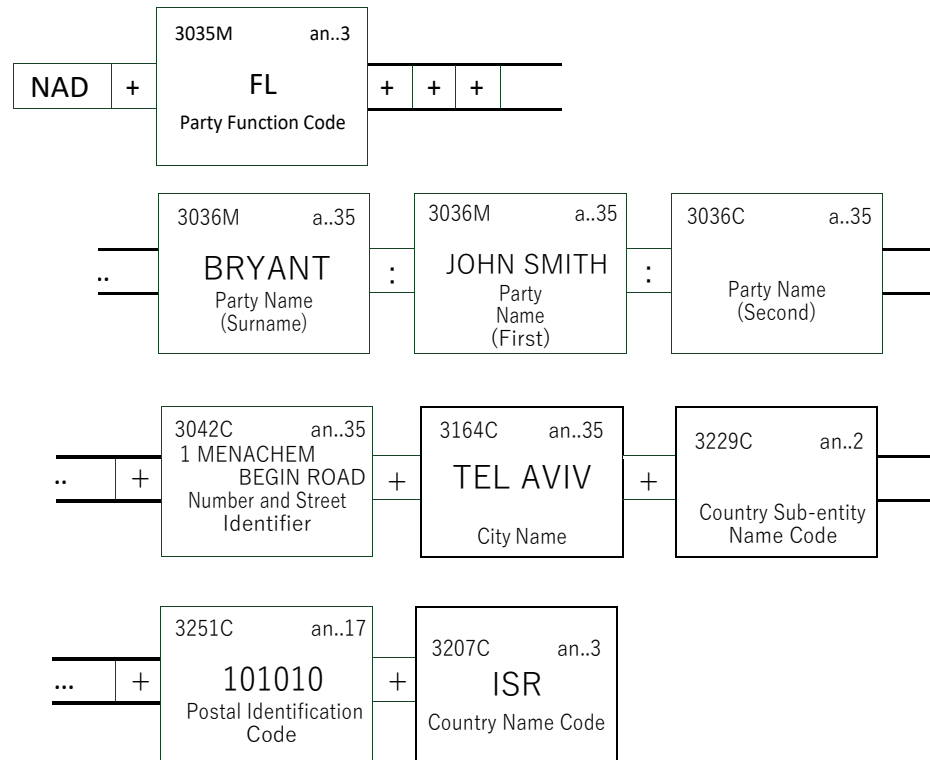 3035M an..3
NAD + FL + + +
Party Function Code
3036M a..35 3036M a..35 3036C a..35
.. BRYANT : JOHN SMITH :
Party Name
(Surname)
Party
Name
(First)
Party Name
(Second)
3042C an..35 3164C an..35 3229C an..2
.. + 1 MENACHEM
BEGIN ROAD + TEL AVIV +
Number and Street
Identifier
City Name
Country Sub-entity
Name Code
3251C an..17 3207C an..3
... + 101010 + ISR
Postal Identification
Code
Country Name Code